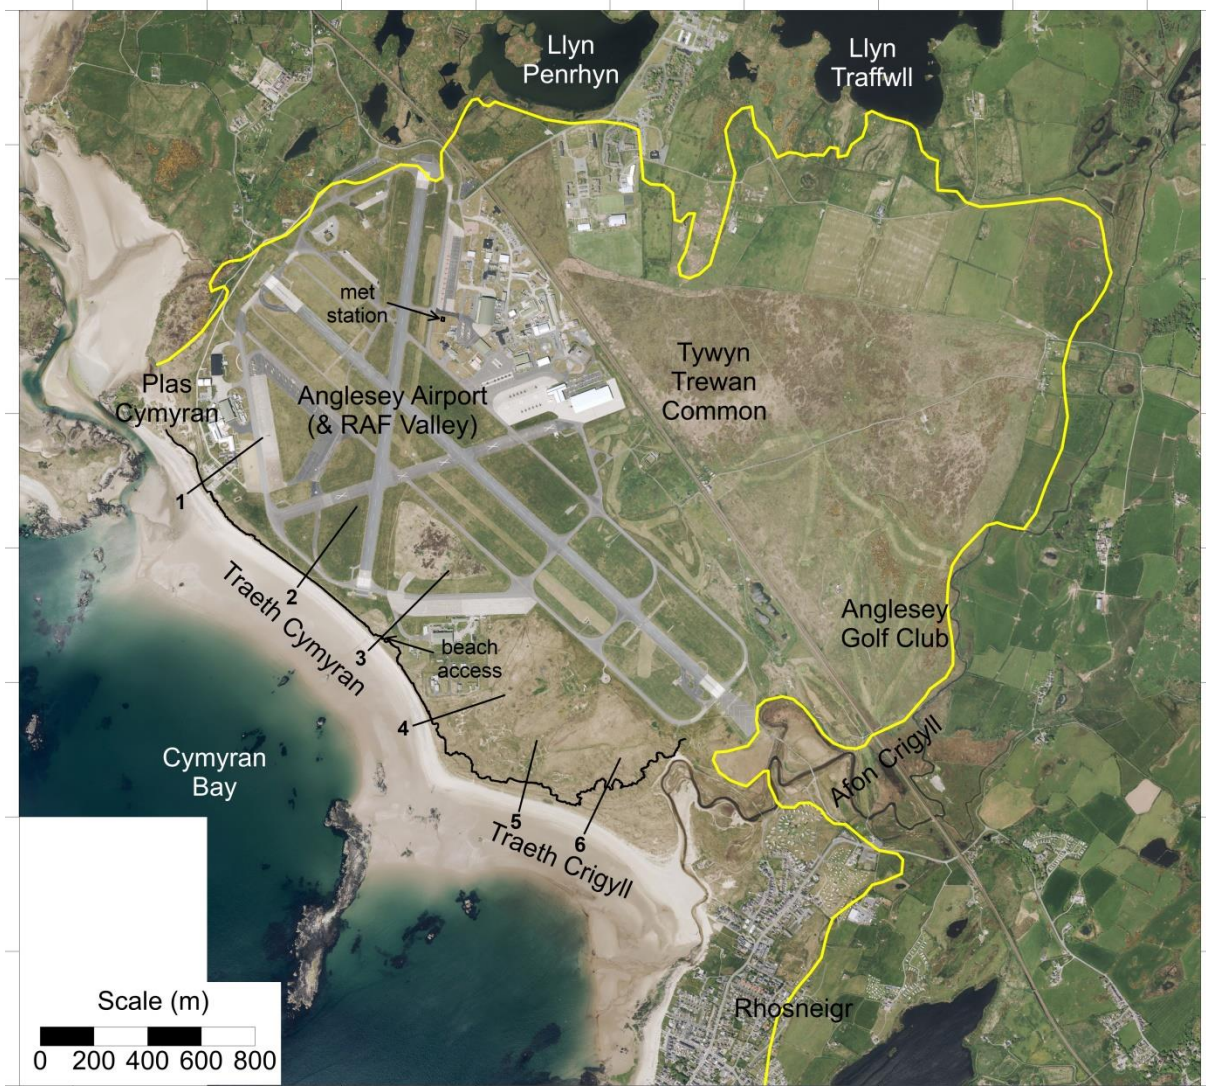 Llyn
Penrhyn
Llyn
Traffwll
met
station
Tywyn
Trewan
Common
Plas
Cymyran
Anglesey Airport
(& RAF Valley)
1
2
Traeth Cymyran
3
beach
access
Anglesey
Golf Club
4
Afon Crigyll
Cymyran
Bay
5
6
Traeth Crigyll
Rhosneigr
Scale (m)
0 200 400 600 800